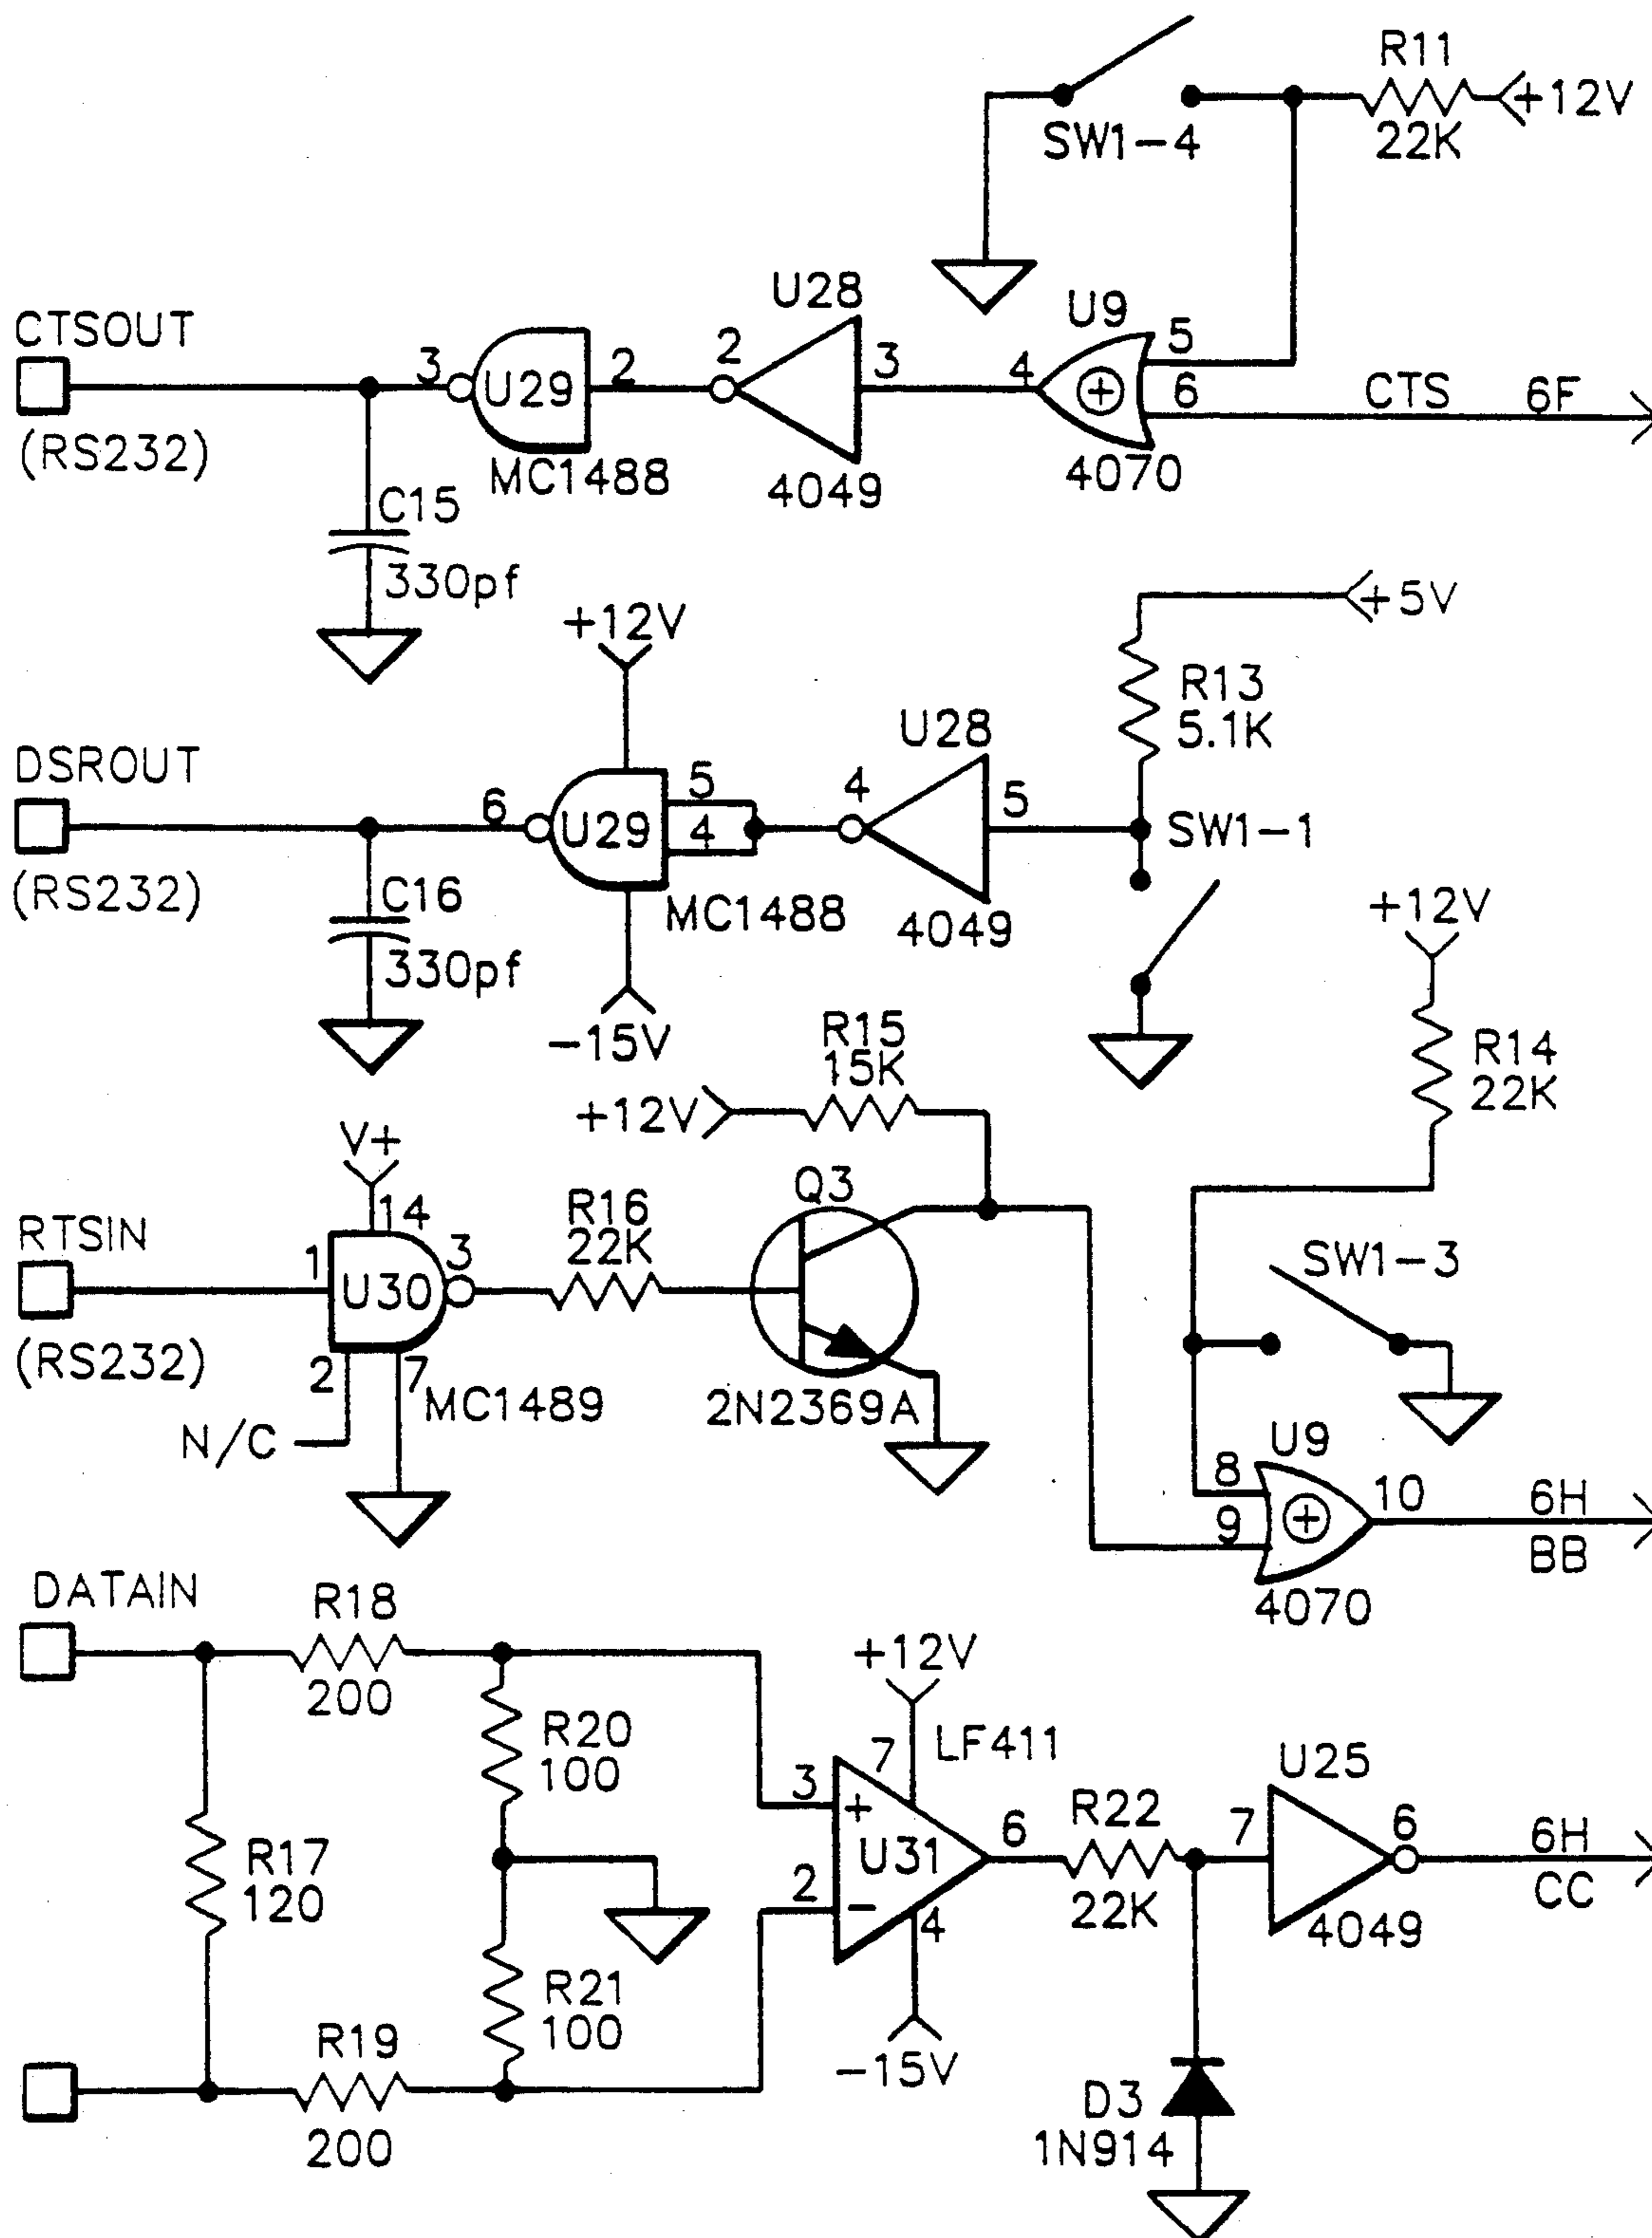 R11
+12V
SW1-4
22K
U28
U9
CTSOUT
3
U29
2
2
3
4
5
6
CTS
6F
(RS232)
MC1488
4049
4070
C15
330pf
+12V
+5V
R13
5.1K
DSROUT
U28
6
U29
5
4
4
5
SW1-1
(RS232)
C16
MC1488
4049
330pf
-15V
+12V
R15
15K
R14
22K
+12V
V+
14
Q3
RTSIN
R16
22K
1
U30
3
SW1-3
(RS232)
2
7
MC1489
2N2369A
N/C
U9
8
9
10
6H
BB
4070
DATAIN
R18
200
+12V
R20
100
7
LF411
U25
3
+
R22
7
6
6H
R17
120
U31
6
2
-
22K
CC
4
4049
R21
100
R19
-15V
200
D3
1N914